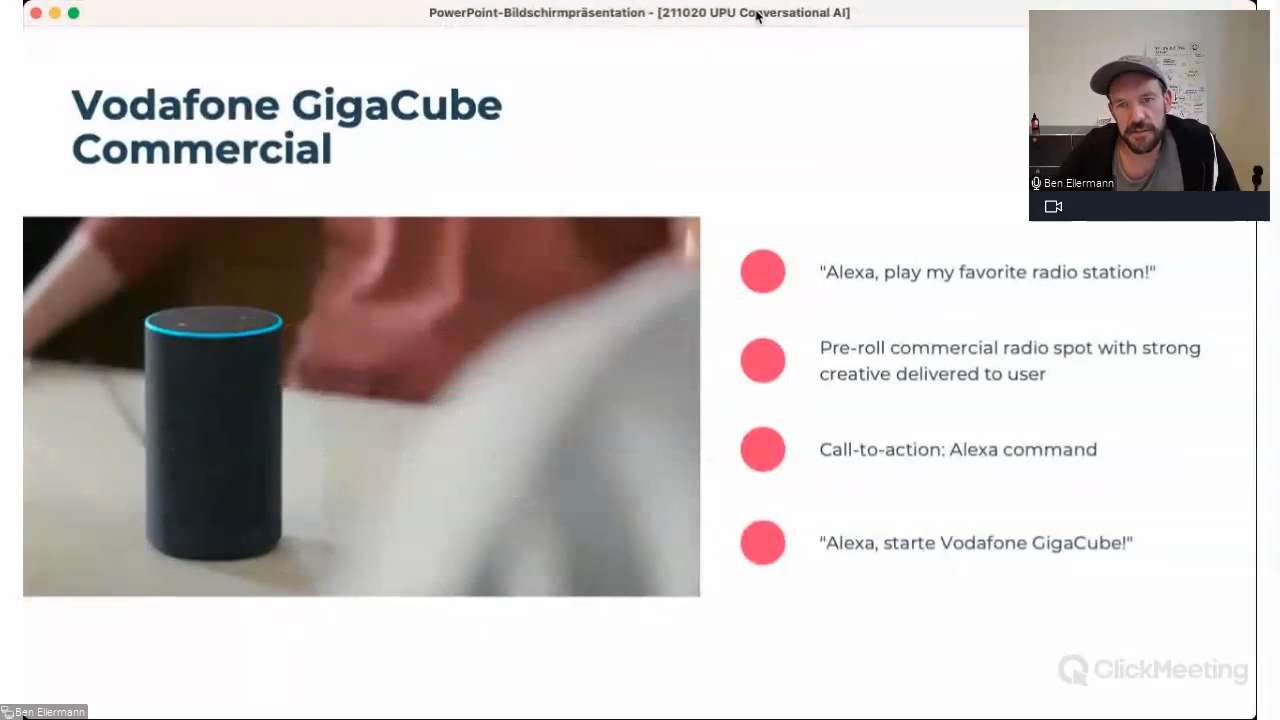 PowerPoint-Bildschirmpräsentation - [211020 UPU Conversational AI]
Vodafone GigaCube
Commercial
Ben Ellermann
"Alexa, play my favorite radio station!"
Pre-roll commercial radio spot with strong
creative delivered to user
Call-to-action: Alexa command
"Alexa, starte Vodafone GigaCube!"
ClickMeeting
Ben Ellermann